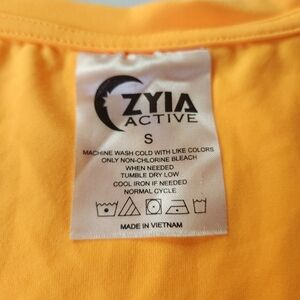 ZYIA
ACTIVE
S
MACHINE WASH COLD WITH LIKE COLORS
ONLY NON-CHLORINE BLEACH
WHEN NEEDED
TUMBLE DRY LOW
COOL IRON IF NEEDED
NORMAL CYCLE
MADE IN VIETNAM